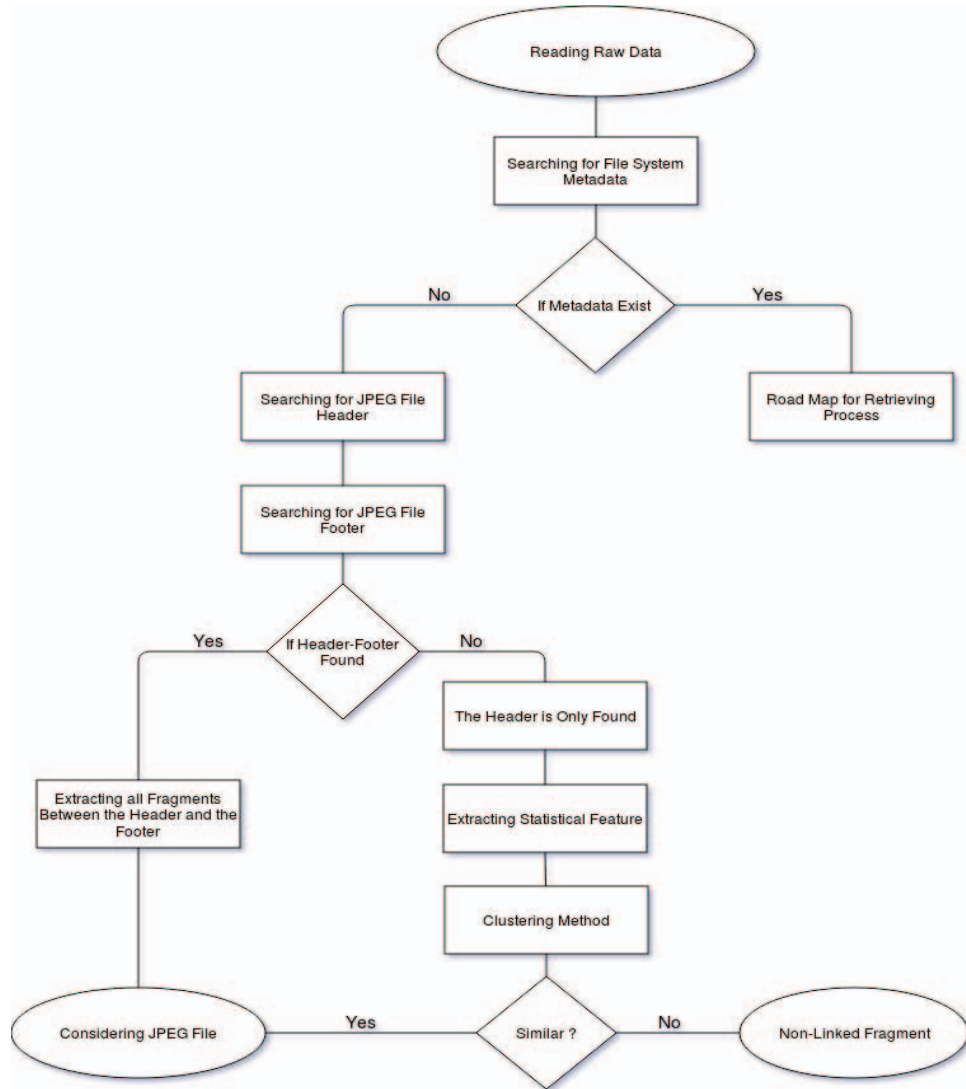 Reading Raw Data
Searching for File System
Metadata
If Metadata Exist
No
Yes
Searching for JPEG File
Header
Road Map for Retrieving
Process
Searching for JPEG File
Footer
If Header-Footer
Found
Yes
No
The Header is Only Found
Extracting all Fragments
Between the Header and the
Footer
Extracting Statistical Feature
Clustering Method
Considering JPEG File
Yes
Similar ?
No
Non-Linked Fragment